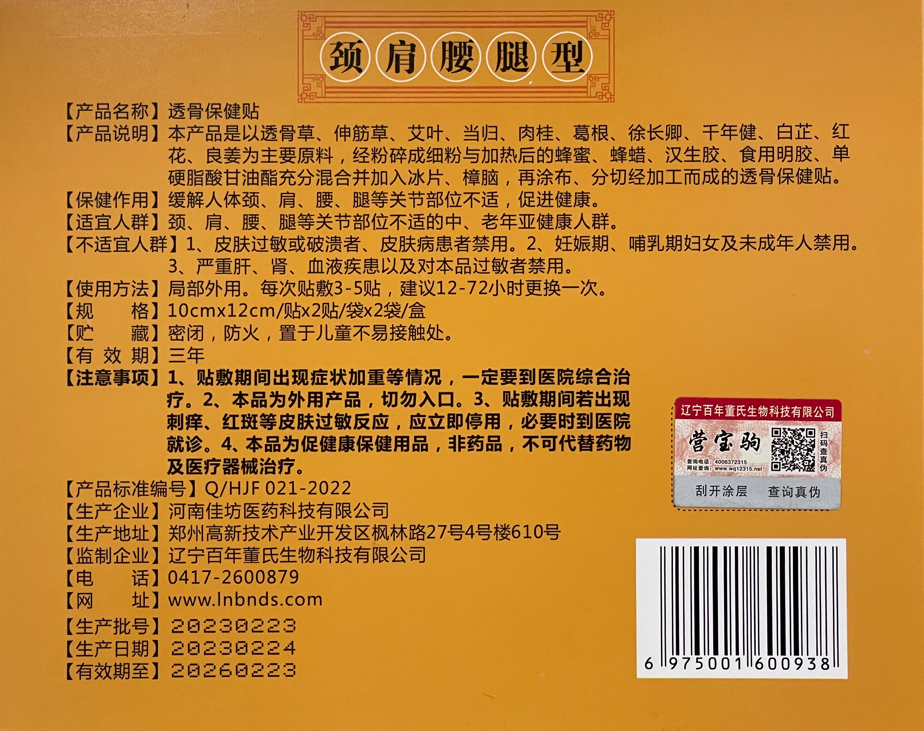 颈肩腰腿型
【产品名称】透骨保健贴
【产品说明】本产品是以透骨草、伸筋草、艾叶、当归、肉桂、葛根、徐长卿、千年健、白芷、红
花、良姜为主要原料，经粉碎成细粉与加热后的蜂蜜、蜂蜡、汉生胶、食用明胶、单
硬脂酸甘油酯充分混合并加入冰片、樟脑，再涂布、分切经加工而成的透骨保健贴。
【保健作用】缓解人体颈、肩、腰、腿等关节部位不适，促进健康。
【适宜人群】颈、肩、腰、腿等关节部位不适的中、老年亚健康人群。
【不适宜人群】1、皮肤过敏或破溃者、皮肤病患者禁用。2、妊娠期、哺乳期妇女及未成年人禁用。
3、严重肝、肾、血液疾患以及对本品过敏者禁用。
【使用方法】局部外用。每次贴敷3-5贴，建议12-72小时更换一次。
【规 格】10cmx12cm/贴x2贴/袋x2袋/盒
【贮 藏】密闭，防火，置于儿童不易接触处。
【有 效 期】三年
【注意事项】1、贴敷期间出现症状加重等情况，一定要到医院综合治
疗。2、本品为外用产品，切勿入口。3、贴敷期间若出现
刺痒、红斑等皮肤过敏反应，应立即停用，必要时到医院
就诊。4、本品为促健康保健用品，非药品，不可代替药物
及医疗器械治疗。
【产品标准编号】Q/HJF 021-2022
【生产企业】河南佳坊医药科技有限公司
【生产地址】郑州高新技术产业开发区枫林路27号4号楼610号
【监制企业】辽宁百年董氏生物科技有限公司
【电 话】0417-2600879
【网 址】www.lnbnds.com
【生产批号】20230223
【生产日期】20230224
【有效期至】20260223
辽宁百年董氏生物科技有限公司
营宝驹
扫码查真伪
查询电话：4006372315
网址查询：www.wq12315.net
刮开涂层 查询真伪
6 975001 600938